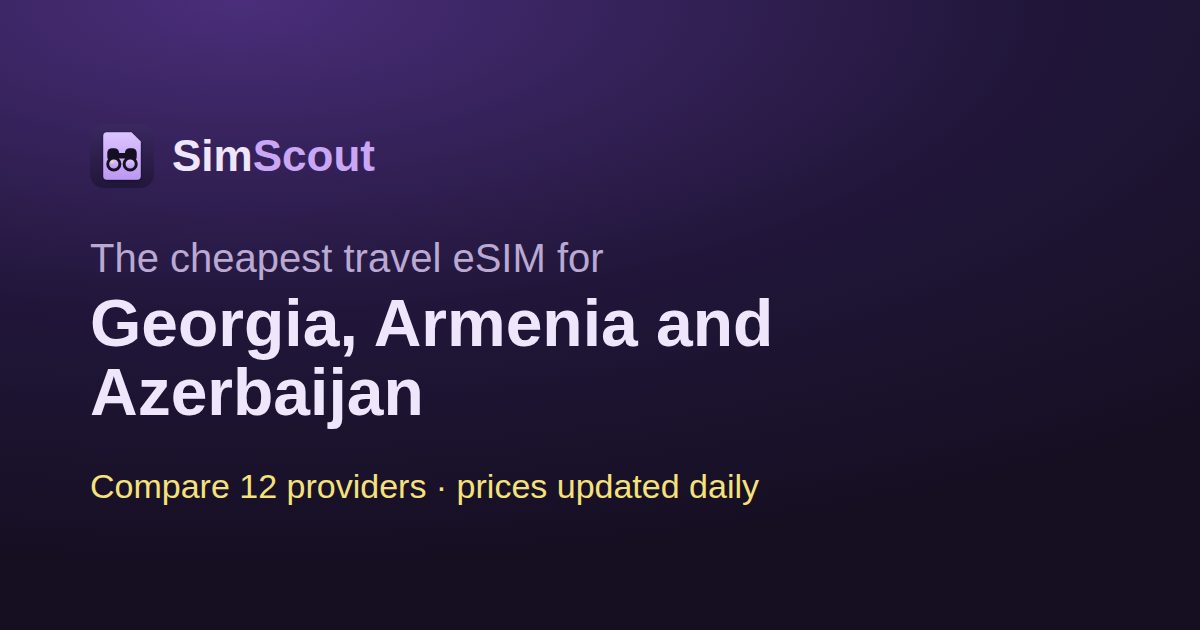 SimScout
The cheapest travel eSIM for
Georgia, Armenia and
Azerbaijan
Compare 12 providers · prices updated daily